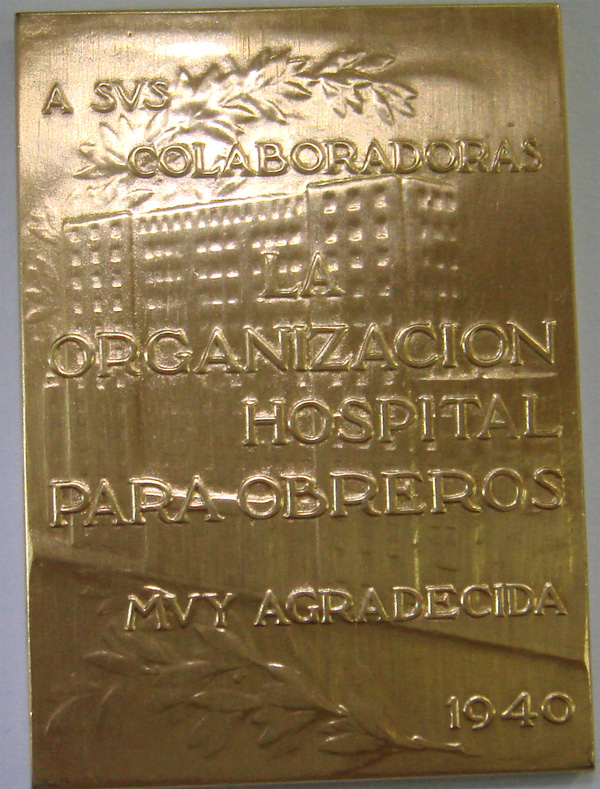 A SVS
COLABORADORAS
LA
ORGANIZACION
HOSPITAL
PARA OBREROS
MVY AGRADECIDA
1940